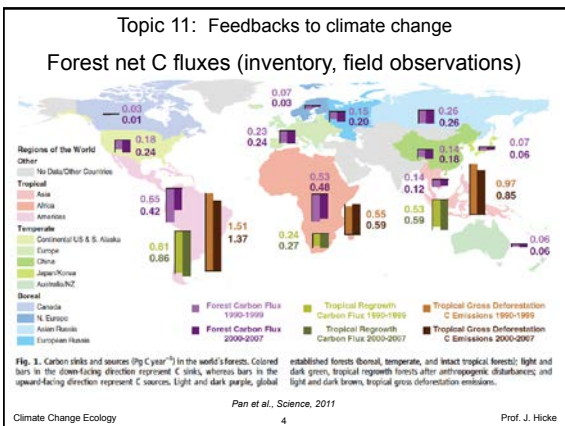 Topic 11: Feedbacks to climate change
Forest net C fluxes (inventory, field observations)
0.07
0.03
0.03
0.01
0.15
0.20
0.26
0.26
0.18
0.24
0.23
0.24
0.14
0.18
0.07
0.06
Regions of the World
Other
No Data/Other Countries
Tropical
Asia
Africa
Americas
Temperate
Continental US & S. Alaska
Europe
China
Japan/Korea
Australia/NZ
Boreal
Canada
N. Europe
Asian Russia
European Russia
0.55
0.42
0.53
0.48
0.14
0.12
0.97
0.85
0.81
0.86
1.51
1.37
0.24
0.27
0.55
0.59
0.53
0.59
0.06
0.06
Forest Carbon Flux
1990-1999
Tropical Regrowth
Carbon Flux 1990-1999
Tropical Gross Deforestation
C Emissions 1990-1999
Forest Carbon Flux
2000-2007
Tropical Regrowth
Carbon Flux 2000-2007
Tropical Gross Deforestation
C Emissions 2000-2007
Fig. 1. Carbon sinks and sources (Pg C year⁻¹) in the world's forests. Colored
bars in the down-facing direction represent C sinks, whereas bars in the
upward-facing direction represent C sources. Light and dark purple, global
established forests (boreal, temperate, and intact tropical forests); light and
dark green, tropical regrowth forests after anthropogenic disturbances; and
light and dark brown, tropical gross deforestation emissions.
Pan et al., Science, 2011
Climate Change Ecology
4
Prof. J. Hicke